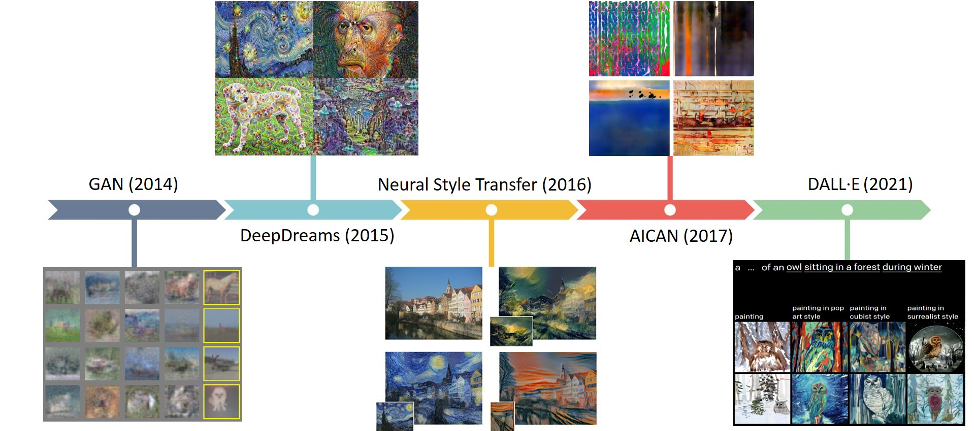 GAN (2014)
Neural Style Transfer (2016)
DALL·E (2021)
DeepDreams (2015)
AICAN (2017)
a ... of an owl sitting in a forest during winter
painting
painting in pop
art style
painting in
cubist style
painting in
surrealist style